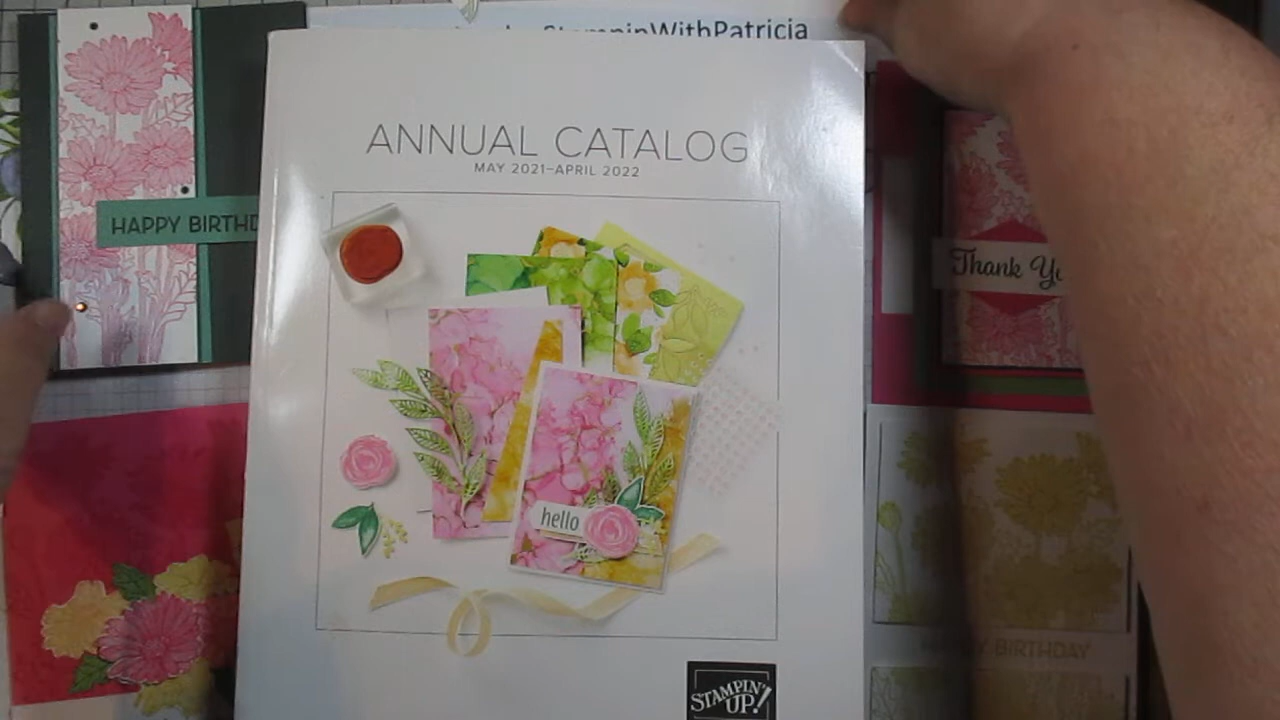 StampinWithPatricia
ANNUAL CATALOG
MAY 2021–APRIL 2022
HAPPY BIRTHD
Thank Yo
hello
BIRTHDAY
STAMPIN' UP!